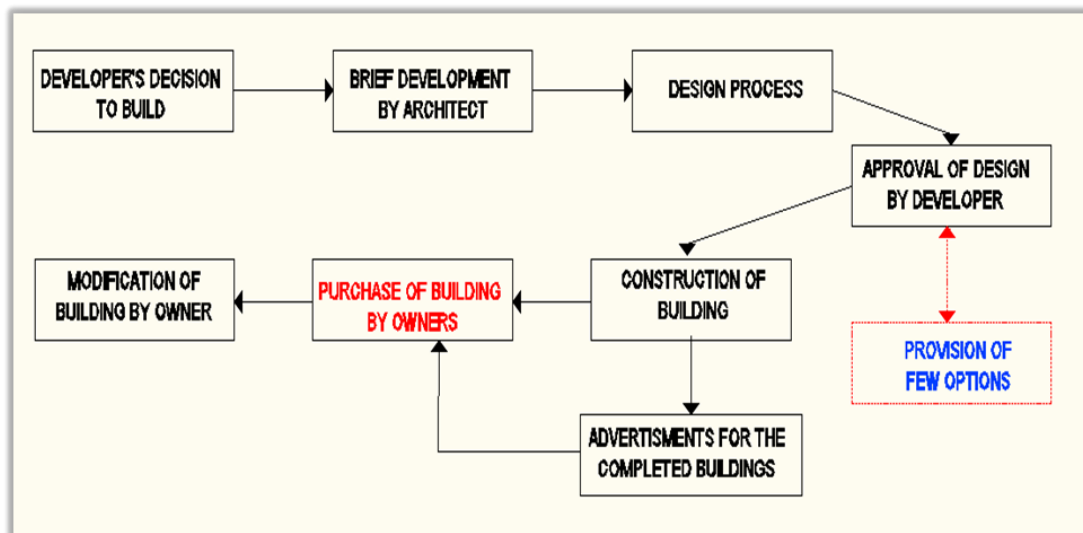 DEVELOPER'S DECISION
TO BUILD
BRIEF DEVELOPMENT
BY ARCHITECT
DESIGN PROCESS
APPROVAL OF DESIGN
BY DEVELOPER
MODIFICATION OF
BUILDING BY OWNER
PURCHASE OF BUILDING
BY OWNERS
CONSTRUCTION OF
BUILDING
PROVISION OF
FEW OPTIONS
ADVERTISMENTS FOR THE
COMPLETED BUILDINGS